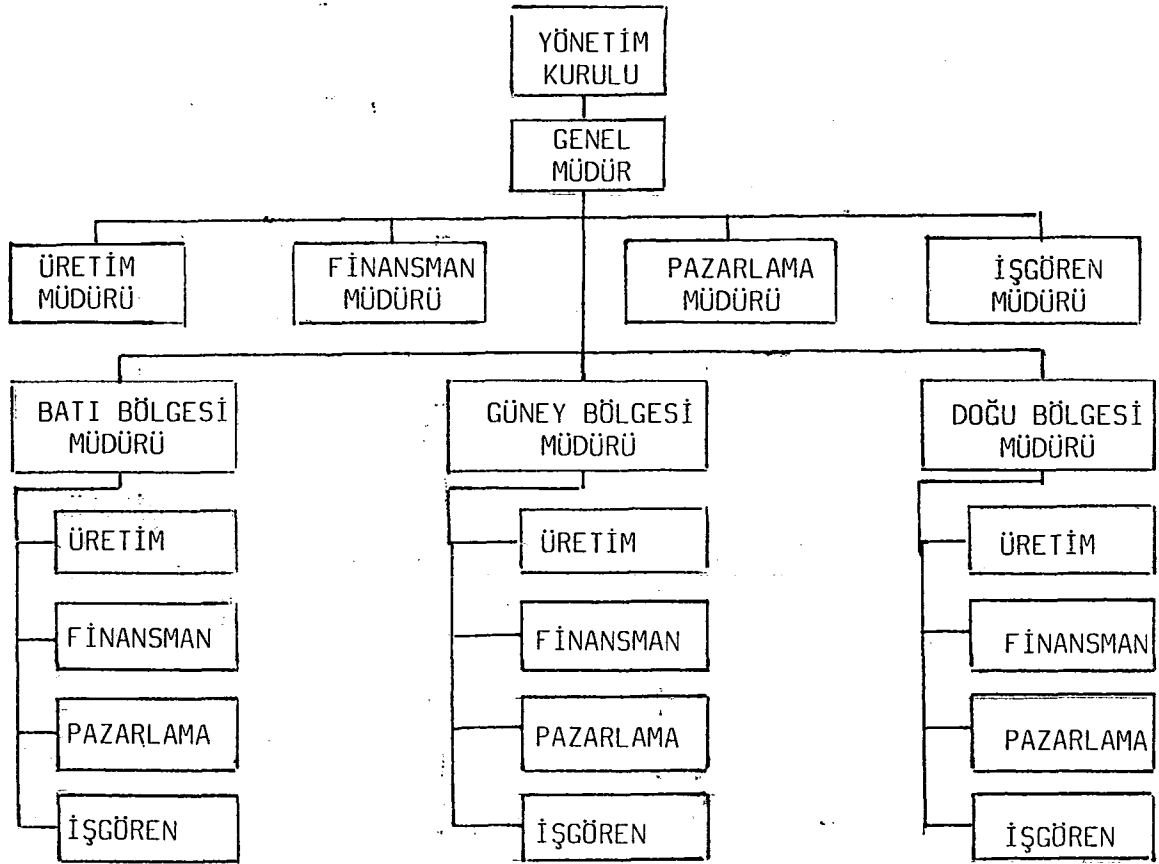 YÖNETİM
KURULU
GENEL
MÜDÜR
ÜRETİM
MÜDÜRÜ
FİNANSMAN
MÜDÜRÜ
PAZARLAMA
MÜDÜRÜ
İŞGÖREN
MÜDÜRÜ
BATI BÖLGESİ
MÜDÜRÜ
GÜNEY BÖLGESİ
MÜDÜRÜ
DOĞU BÖLGESİ
MÜDÜRÜ
ÜRETİM
FİNANSMAN
PAZARLAMA
İŞGÖREN
ÜRETİM
FİNANSMAN
PAZARLAMA
İŞGÖREN
ÜRETİM
FİNANSMAN
PAZARLAMA
İŞGÖREN